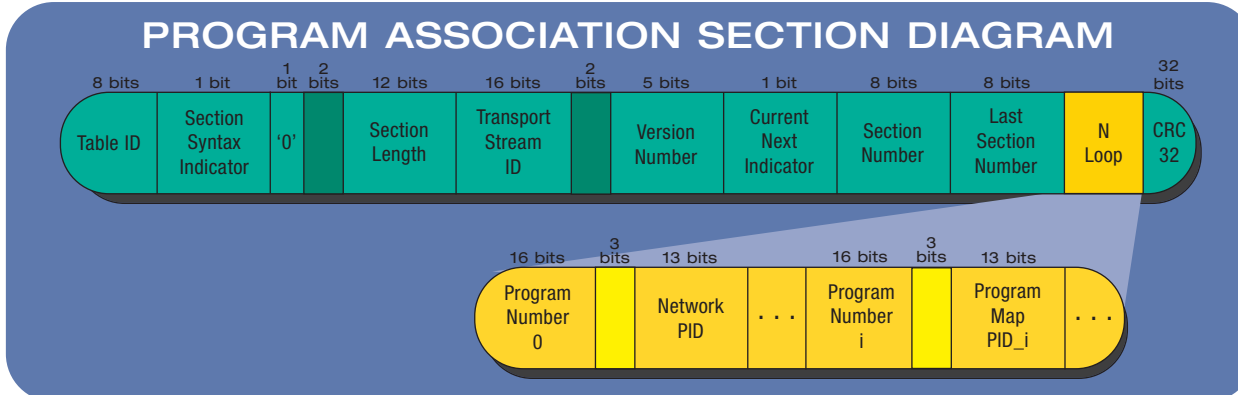 PROGRAM ASSOCIATION SECTION DIAGRAM
8 bits
1 bit
1
bit
2
bits
12 bits
16 bits
2
bits
5 bits
1 bit
8 bits
8 bits
32
bits
Table ID
Section
Syntax
Indicator
‘0’
Section
Length
Transport
Stream
ID
Version
Number
Current
Next
Indicator
Section
Number
Last
Section
Number
N
Loop
CRC
32
16 bits
3
bits
13 bits
16 bits
3
bits
13 bits
Program
Number
0
Network
PID
. . .
Program
Number
i
Program
Map
PID_i
. . .